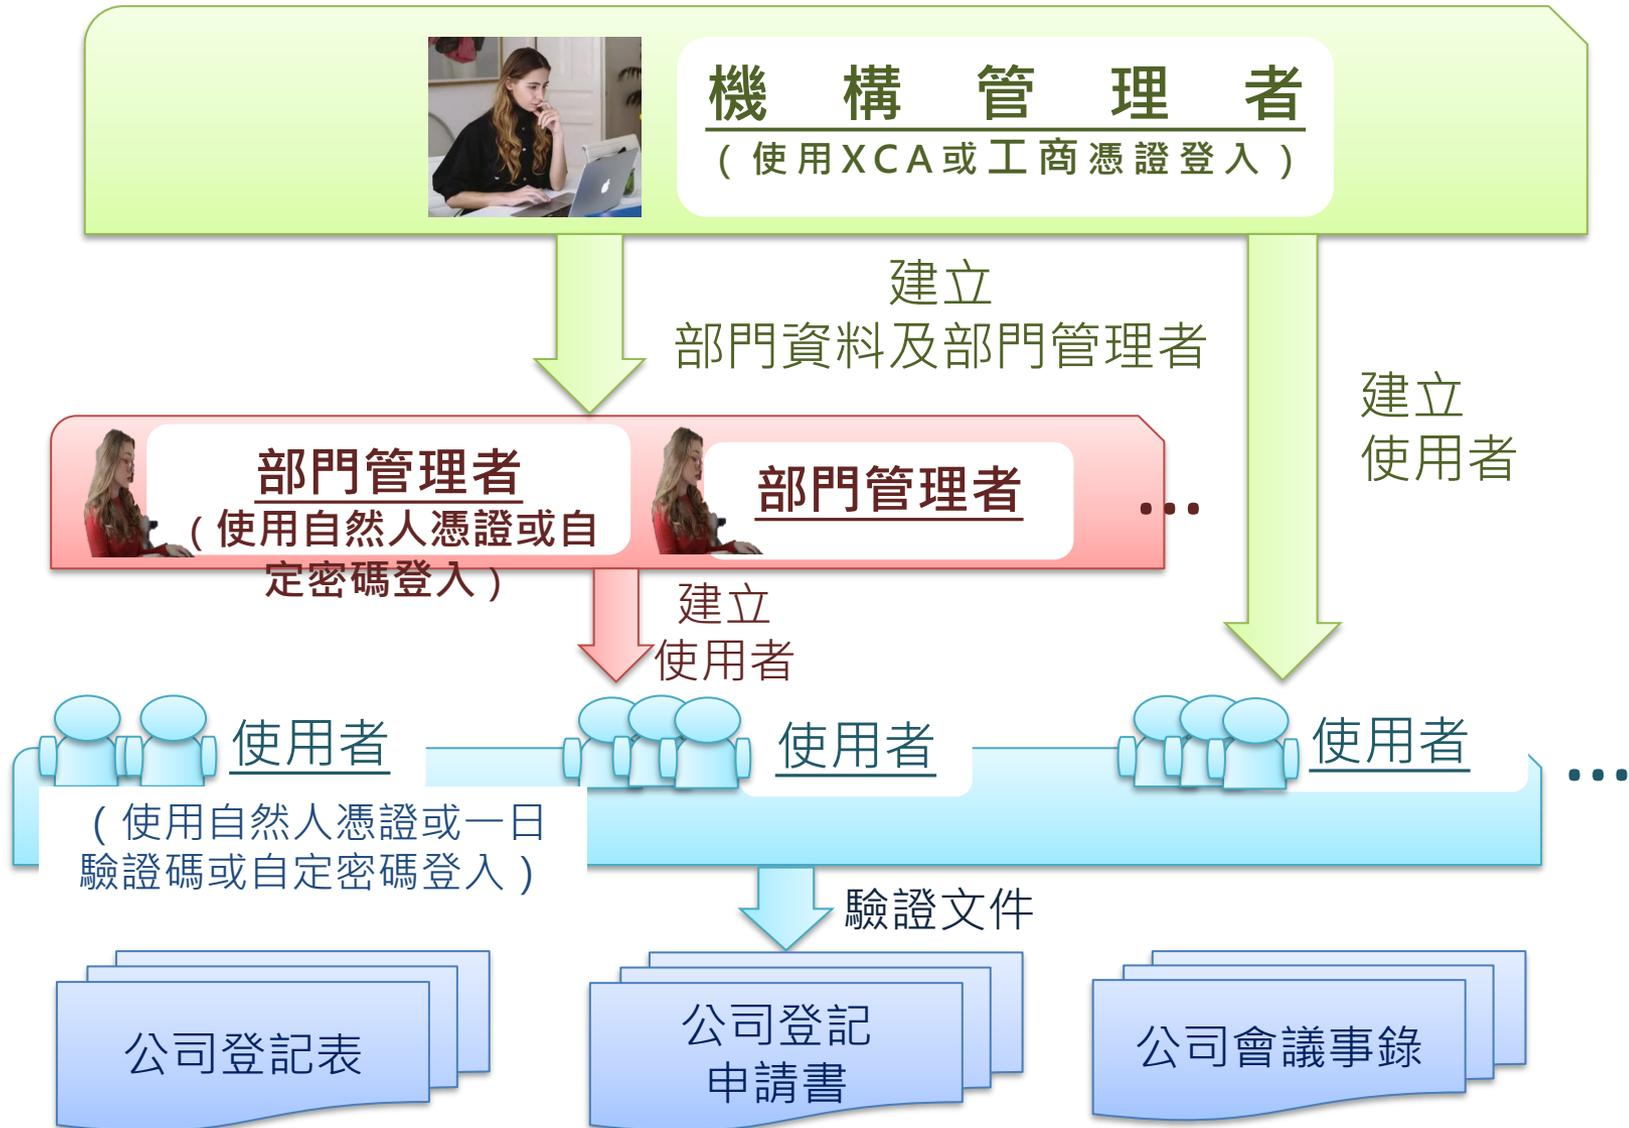 機構管理者
（使用XCA或工商憑證登入）
建立
部門資料及部門管理者
建立
使用者
部門管理者
（使用自然人憑證或自
定密碼登入）
部門管理者
...
建立
使用者
使用者
（使用自然人憑證或一日
驗證碼或自定密碼登入）
使用者
使用者
...
驗證文件
公司登記表
公司登記
申請書
公司會議事錄